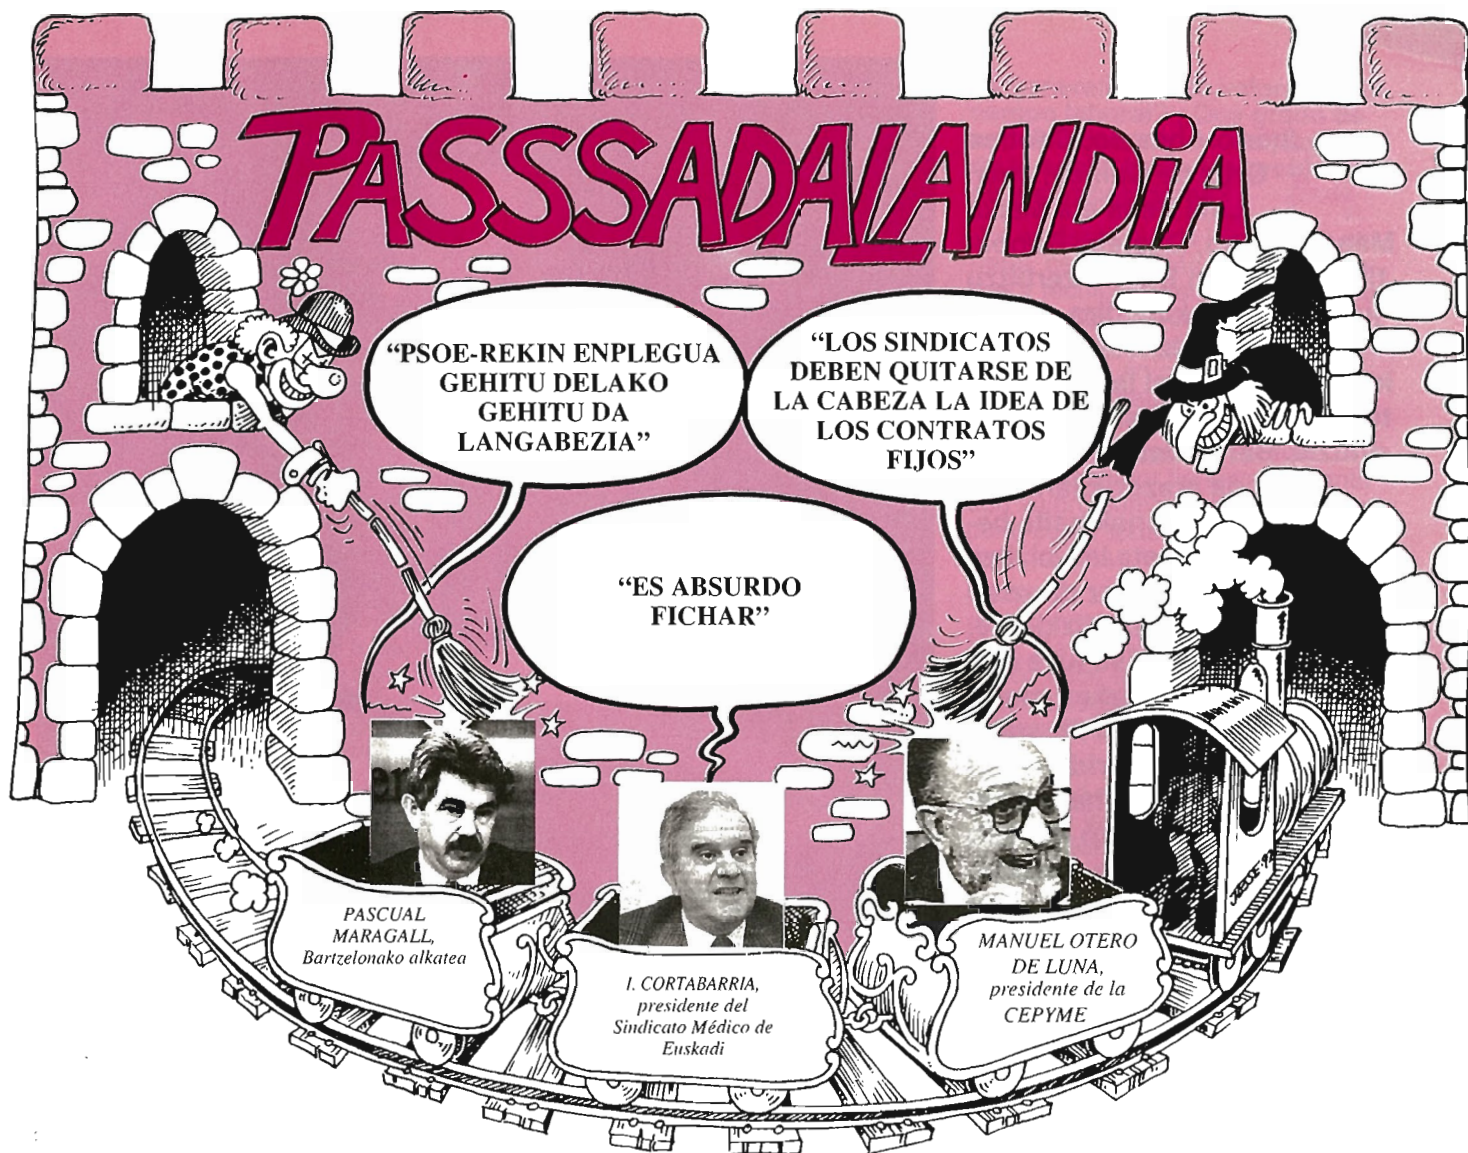 PASSSADALANDiA
“PSOE-REKIN ENPLEGUA
GEHITU DELAKO
GEHITU DA
LANGABEZIA”
“LOS SINDICATOS
DEBEN QUITARSE DE
LA CABEZA LA IDEA DE
LOS CONTRATOS
FIJOS”
“ES ABSURDO
FICHAR”
PASCUAL
MARAGALL,
Bartzelonako alkatea
I. CORTABARRIA,
presidente del
Sindicato Médico de
Euskadi
MANUEL OTERO
DE LUNA,
presidente de la
CEPYME